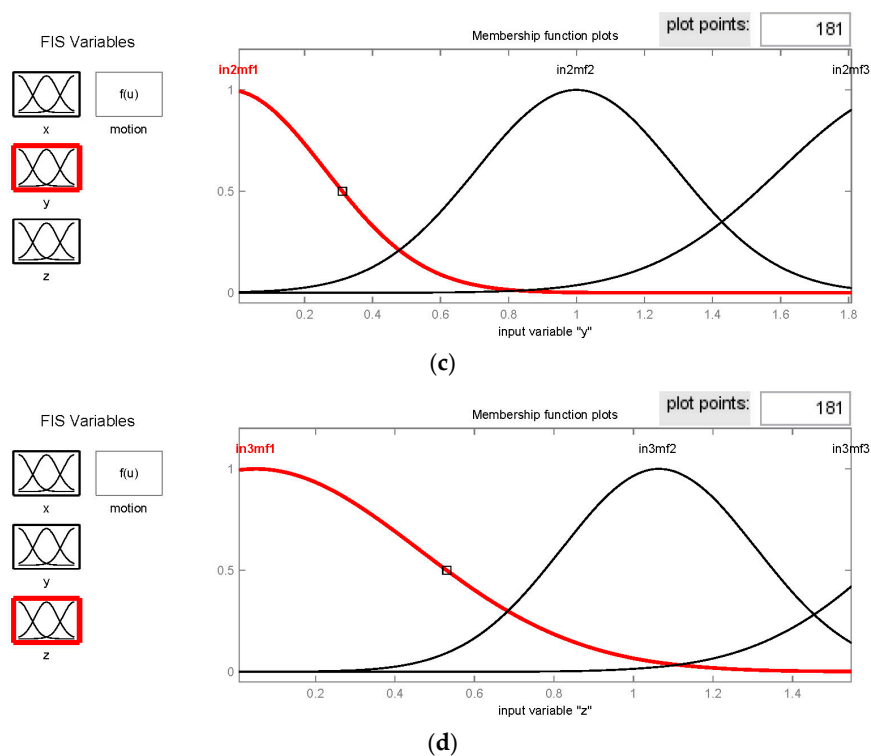 plot points: 181
FIS Variables
Membership function plots
in2mf1 in2mf2 in2mf3
f(u)
x motion
1
y
0.5
z
0
0.2 0.4 0.6 0.8 1 1.2 1.4 1.6 1.8
input variable "y"
(c)
plot points: 181
FIS Variables
Membership function plots
in3mf1 in3mf2 in3mf3
1
f(u)
x motion
0.5
y
z
0
0.2 0.4 0.6 0.8 1 1.2 1.4
input variable "z"
(d)